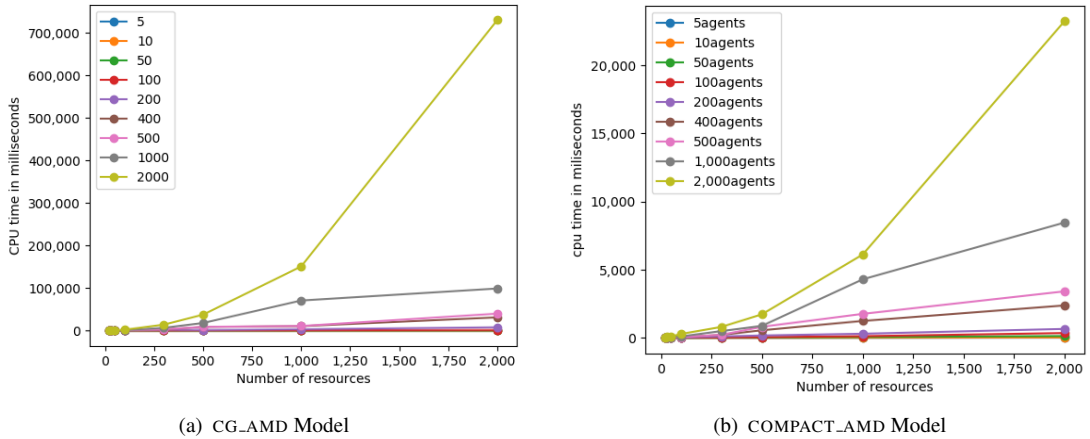 CPU time in milliseconds
700,000
600,000
500,000
400,000
300,000
200,000
100,000
0
5
10
50
100
200
400
500
1000
2000
0
250
500
750
1,000
1,250
1,500
1,750
2,000
Number of resources
(a) CG_AMD Model
cpu time in miliseconds
20,000
15,000
10,000
5,000
0
5agents
10agents
50agents
100agents
200agents
400agents
500agents
1,000agents
2,000agents
0
250
500
750
1,000
1,250
1,500
1,750
2,000
Number of resources
(b) COMPACT_AMD Model